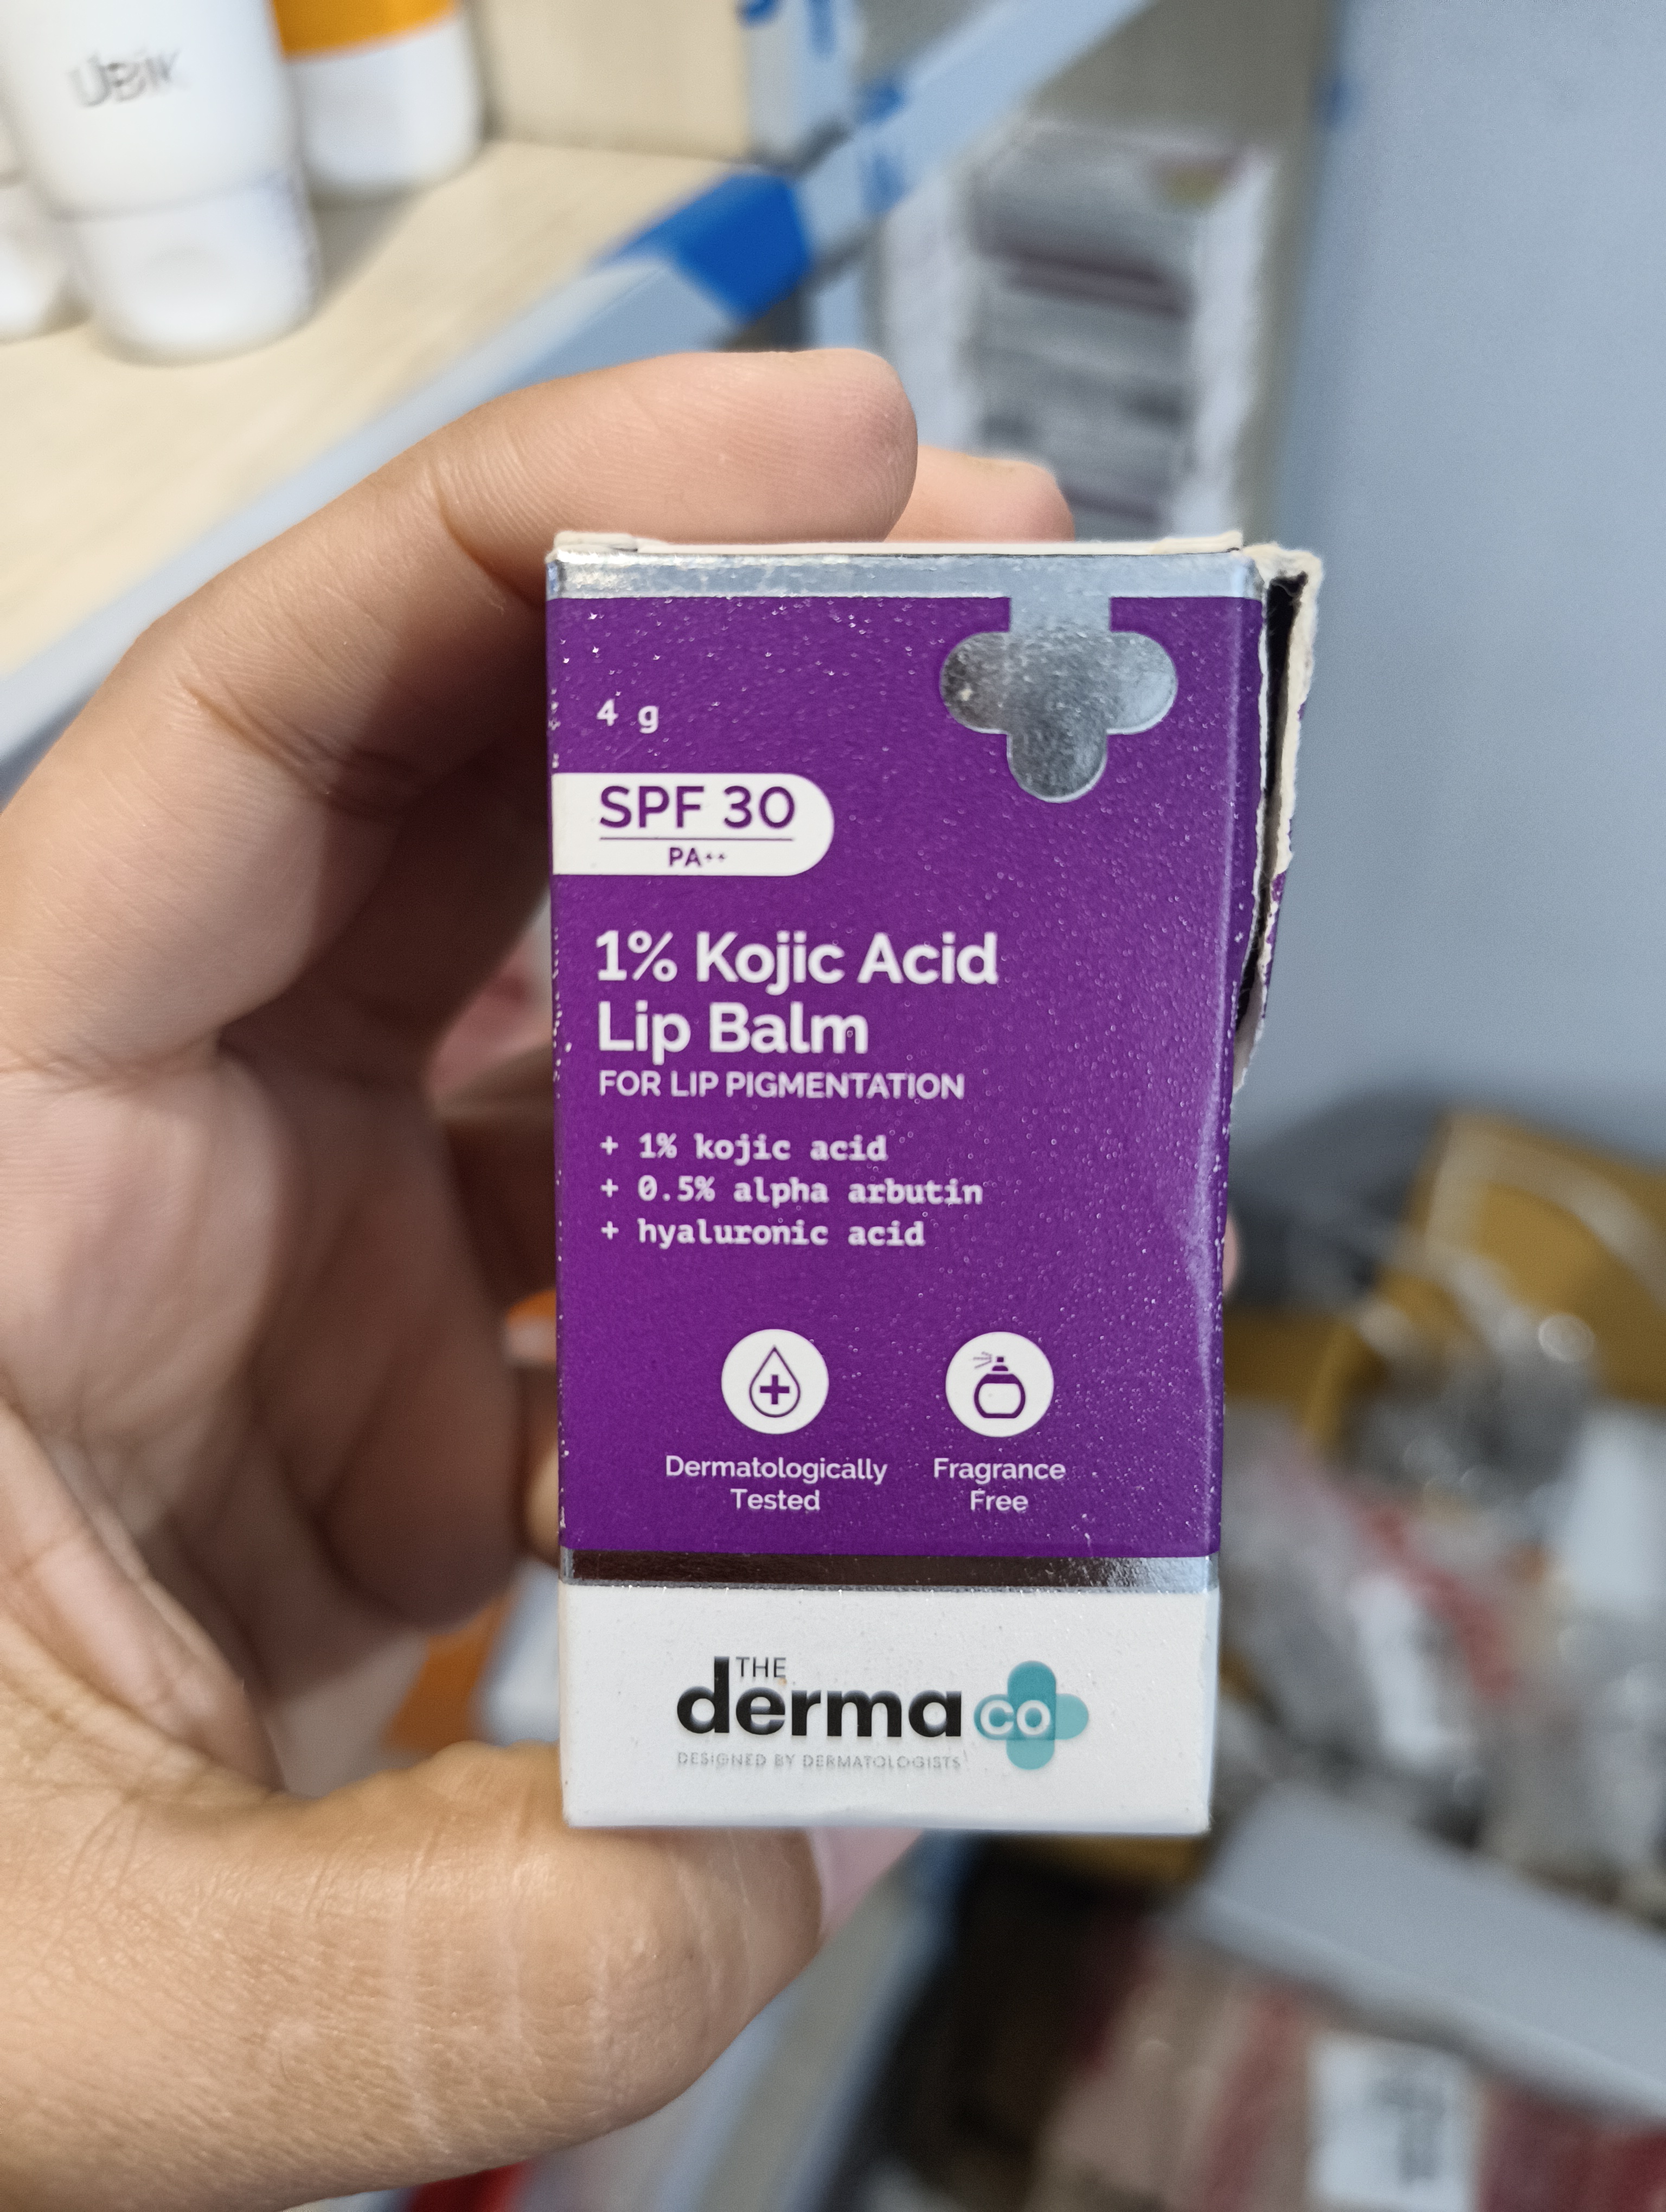 UBik
4 g
SPF 30
PA++
1% Kojic Acid
Lip Balm
FOR LIP PIGMENTATION
+ 1% kojic acid
+ 0.5% alpha arbutin
+ hyaluronic acid
Dermatologically
Tested
Fragrance
Free
THE
derma co
DESIGNED BY DERMATOLOGISTS